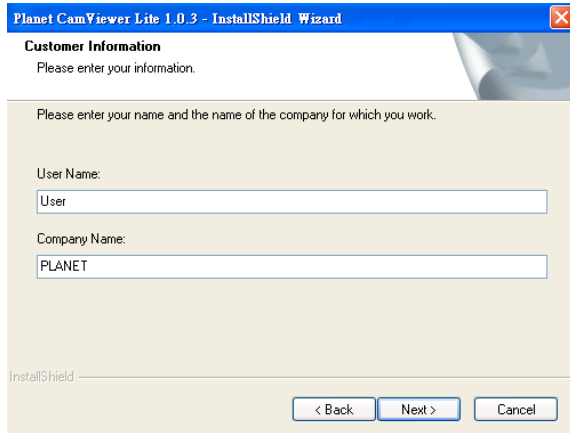 Planet CamViewer Lite 1.0.3 - InstallShield Wizard
Customer Information
Please enter your information.
Please enter your name and the name of the company for which you work.
User Name:
User
Company Name:
PLANET
InstallShield
< Back
Next >
Cancel